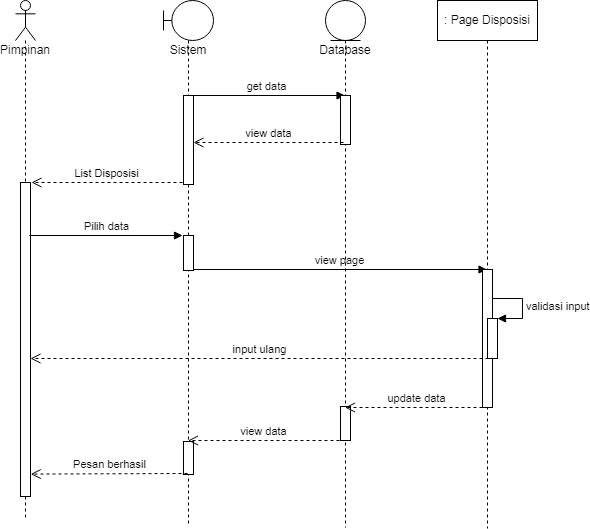 Pimpinan
Sistem
Database
: Page Disposisi
get data
view data
List Disposisi
Pilih data
view page
validasi input
input ulang
update data
view data
Pesan berhasil